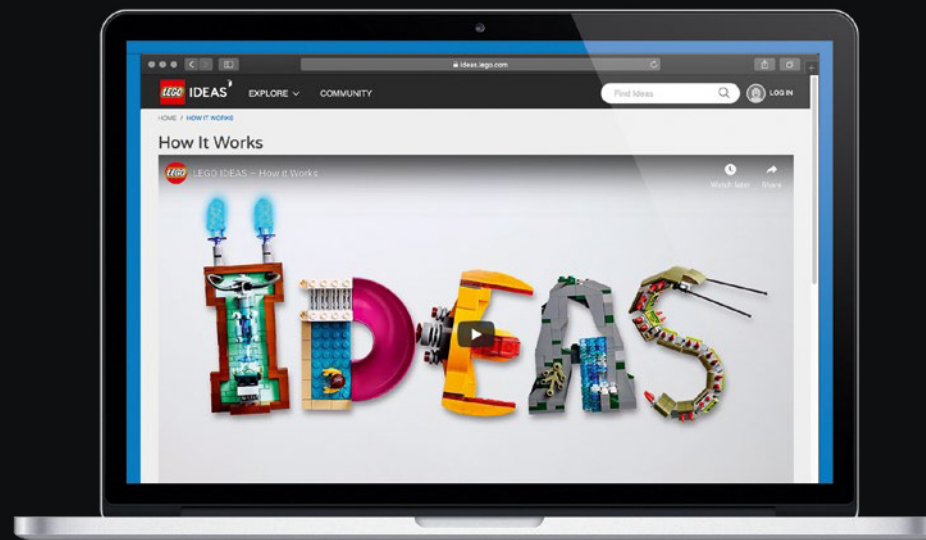 ideas.lego.com
LEGO IDEAS EXPLORE COMMUNITY Find Ideas LOG IN
HOME / HOW IT WORKS
How It Works
LEGO LEGO IDEAS – How It Works
Watch later Share
IDEAS